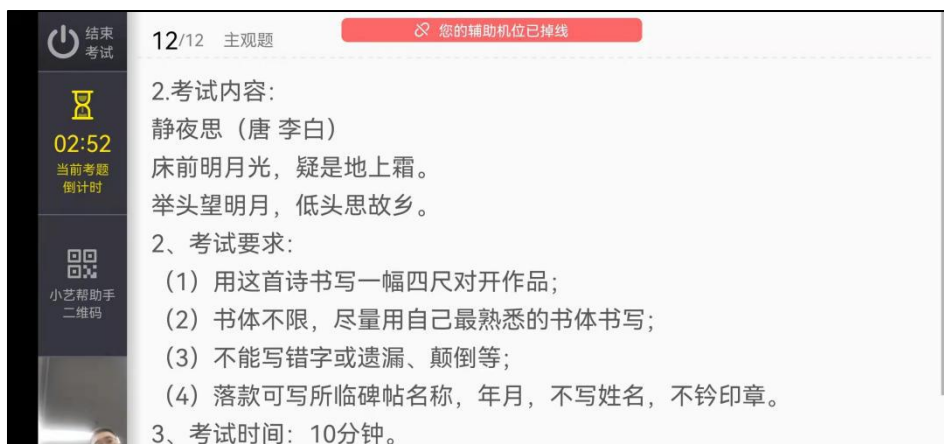 结束
考试
12/12 主观题
您的辅助机位已掉线
02:52
当前考题
倒计时
小艺帮助手
二维码
2.考试内容：
静夜思（唐 李白）
床前明月光，疑是地上霜。
举头望明月，低头思故乡。
2、考试要求：
（1）用这首诗书写一幅四尺对开作品；
（2）书体不限，尽量用自己最熟悉的书体书写；
（3）不能写错字或遗漏、颠倒等；
（4）落款可写所临碑帖名称，年月，不写姓名，不钤印章。
3、考试时间：10分钟。